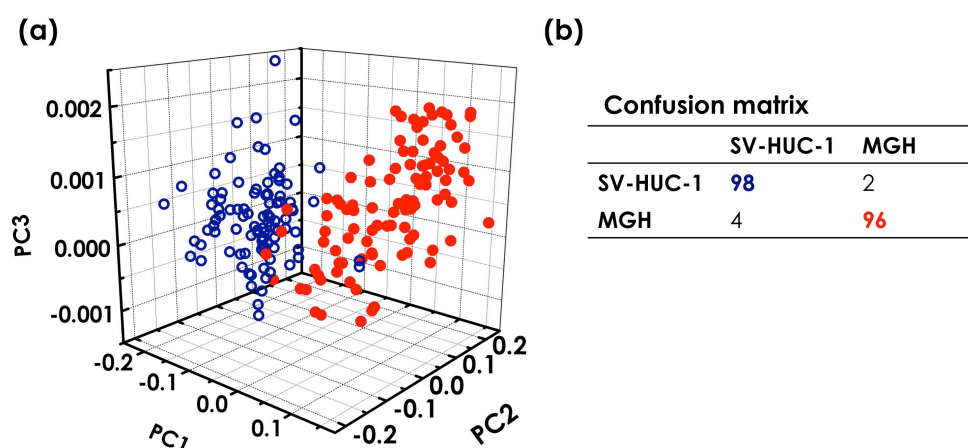 (a)
0.002
0.001
0.000
-0.001
PC3
-0.2
-0.1
0.0
0.1
PC1
-0.2
-0.1
0.0
0.1
0.2
PC2
(b)
Confusion matrix
SV-HUC-1 MGH
SV-HUC-1 98 2
MGH 4 96